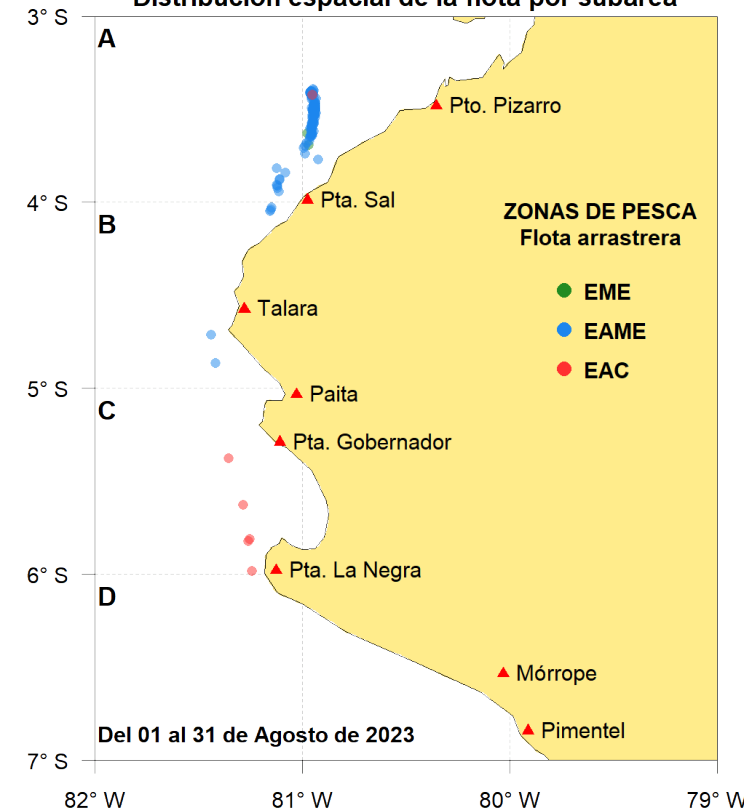 Distribución espacial de la flota por subárea
3° S
A
Pto. Pizarro
4° S
Pta. Sal
B
ZONAS DE PESCA
Flota arrastrera
EME
Talara
EAME
EAC
5° S
Paita
C
Pta. Gobernador
6° S
Pta. La Negra
D
Mórrope
Pimentel
Del 01 al 31 de Agosto de 2023
7° S
82° W
81° W
80° W
79° W